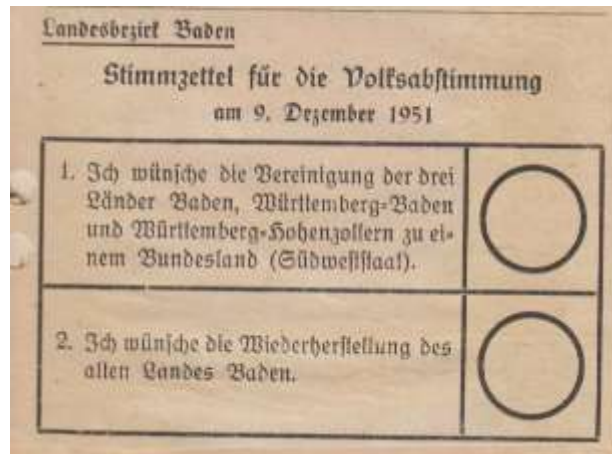 Landesbezirk Baden
Stimmzettel für die Volksabstimmung
am 9. Dezember 1951
1. Ich wünsche die Vereinigung der drei
Länder Baden, Württemberg-Baden
und Württemberg-Hohenzollern zu ei-
nem Bundesland (Südweststaat).
2. Ich wünsche die Wiederherstellung des
alten Landes Baden.